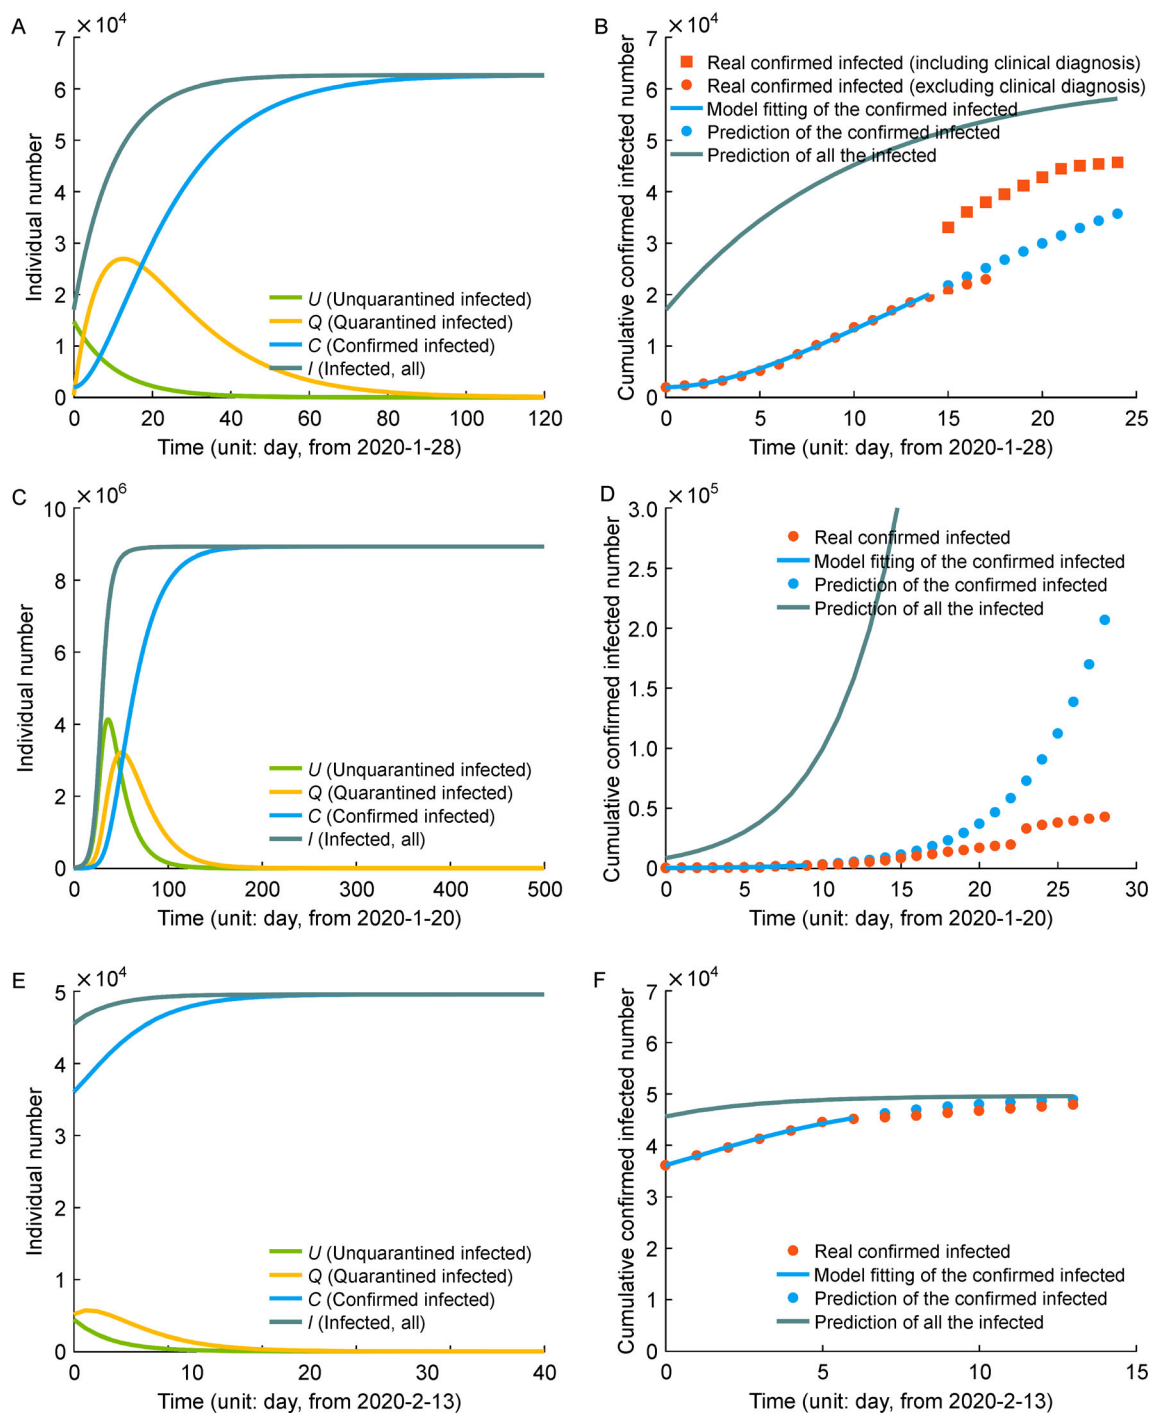 A
×10⁴
7
6
5
4
3
2
1
0
Individual number
U (Unquarantined infected)
Q (Quarantined infected)
C (Confirmed infected)
I (Infected, all)
0 20 40 60 80 100 120
Time (unit: day, from 2020-1-28)
B
×10⁴
7
6
5
4
3
2
1
0
Cumulative confirmed infected number
Real confirmed infected (including clinical diagnosis)
Real confirmed infected (excluding clinical diagnosis)
Model fitting of the confirmed infected
Prediction of the confirmed infected
Prediction of all the infected
0 5 10 15 20 25
Time (unit: day, from 2020-1-28)
C
×10⁶
10
8
6
4
2
0
Individual number
U (Unquarantined infected)
Q (Quarantined infected)
C (Confirmed infected)
I (Infected, all)
0 100 200 300 400 500
Time (unit: day, from 2020-1-20)
D
×10⁵
3.0
2.5
2.0
1.5
1.0
0.5
0
Cumulative confirmed infected number
Real confirmed infected
Model fitting of the confirmed infected
Prediction of the confirmed infected
Prediction of all the infected
0 5 10 15 20 25 30
Time (unit: day, from 2020-1-20)
E
×10⁴
5
4
3
2
1
0
Individual number
U (Unquarantined infected)
Q (Quarantined infected)
C (Confirmed infected)
I (Infected, all)
0 10 20 30 40
Time (unit: day, from 2020-2-13)
F
×10⁴
7
6
5
4
3
2
1
0
Cumulative confirmed infected number
Real confirmed infected
Model fitting of the confirmed infected
Prediction of the confirmed infected
Prediction of all the infected
0 5 10 15
Time (unit: day, from 2020-2-13)